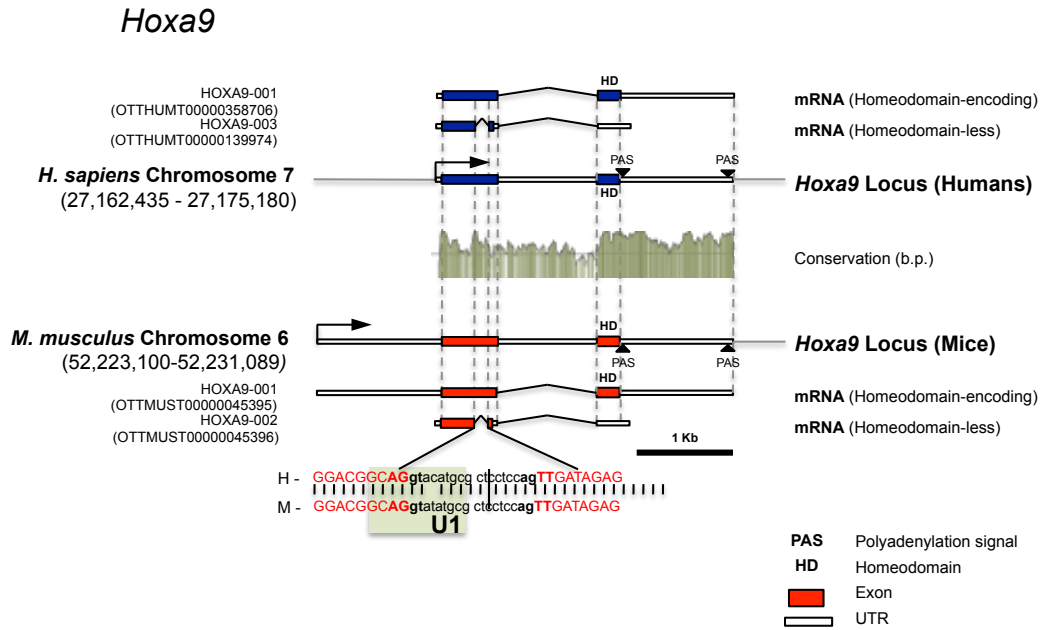 Hoxa9
HD
HOXA9-001
(OTTHUMT00000358706)
mRNA (Homeodomain-encoding)
HOXA9-003
(OTTHUMT00000139974)
mRNA (Homeodomain-less)
PAS PAS
H. sapiens Chromosome 7
(27,162,435 - 27,175,180)
HD
Hoxa9 Locus (Humans)
Conservation (b.p.)
HD
M. musculus Chromosome 6
(52,223,100-52,231,089)
PAS PAS
Hoxa9 Locus (Mice)
HD
HOXA9-001
(OTTMUST00000045395)
mRNA (Homeodomain-encoding)
HOXA9-002
(OTTMUST00000045396)
mRNA (Homeodomain-less)
1 Kb
H - GGACGGCAGgtacatgcg ctcctccagTTGATAGAG
M - GGACGGCAGgtatatgcg ctcctccagTTGATAGAG
U1
PAS Polyadenylation signal
HD Homeodomain
Exon
UTR